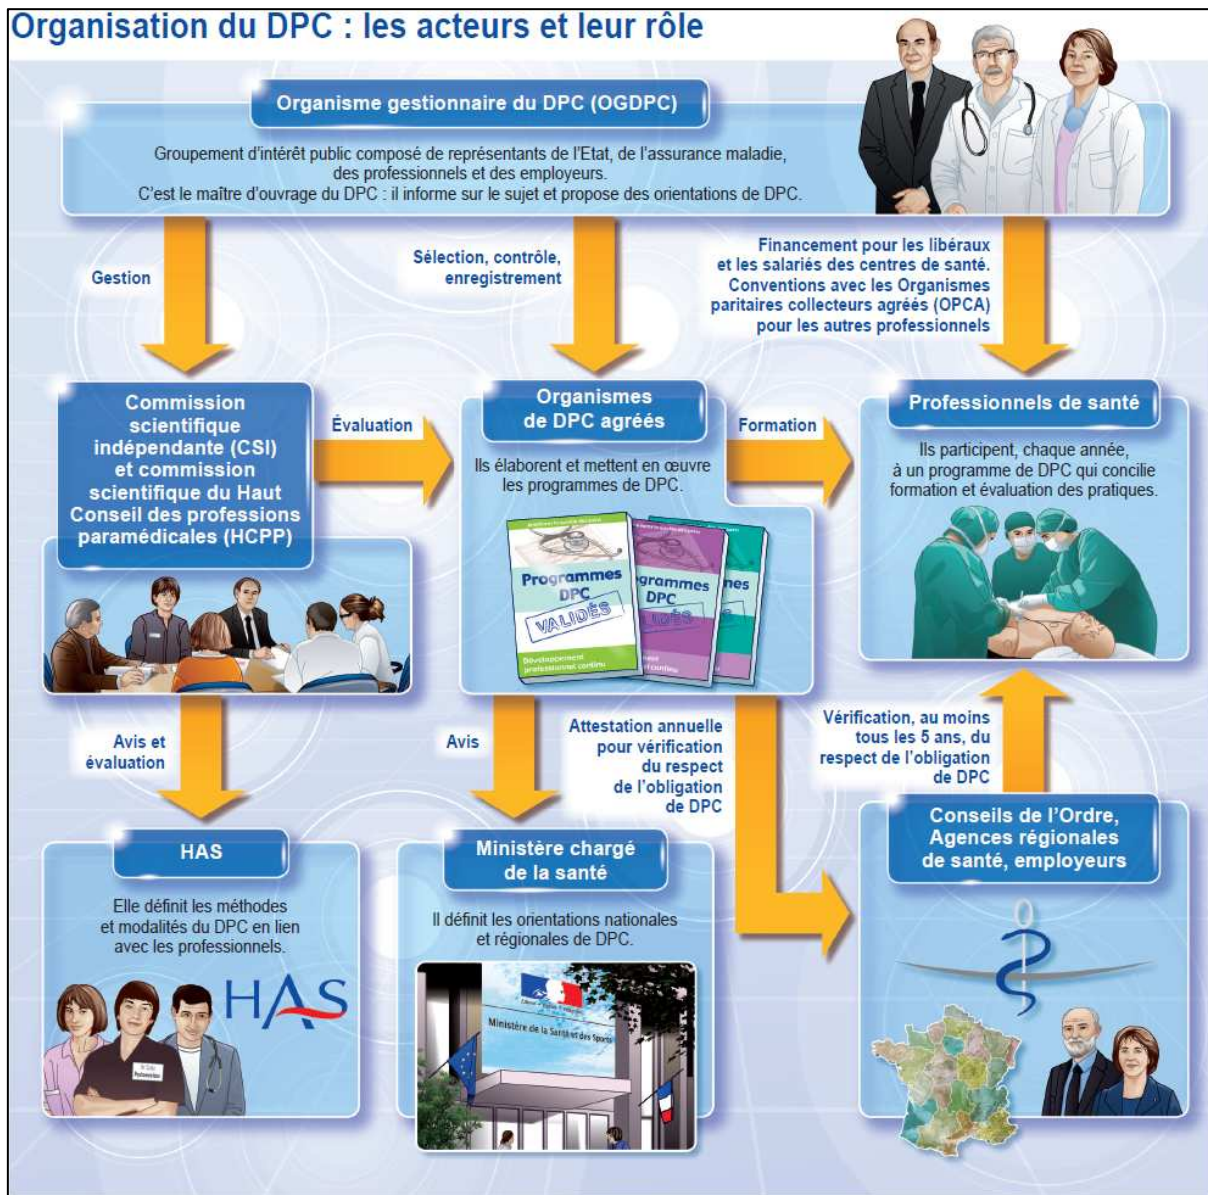 Organisation du DPC : les acteurs et leur rôle
Organisme gestionnaire du DPC (OGDPC)
Groupement d'intérêt public composé de représentants de l'Etat, de l'assurance maladie,
des professionnels et des employeurs.
C'est le maître d'ouvrage du DPC : il informe sur le sujet et propose des orientations de DPC.
Gestion
Sélection, contrôle,
enregistrement
Financement pour les libéraux
et les salariés des centres de santé.
Conventions avec les Organismes
paritaires collecteurs agréés (OPCA)
pour les autres professionnels
Commission
scientifique
indépendante (CSI)
et commission
scientifique du Haut
Conseil des professions
paramédicales (HCPP)
Évaluation
Organismes
de DPC agréés
Ils élaborent et mettent en œuvre
les programmes de DPC.
Programmes
DPC
VALIDÉS
Développement
professionnel continu
grammes
DPC
LIDÉS
mes
Formation
Professionnels de santé
Ils participent, chaque année,
à un programme de DPC qui concilie
formation et évaluation des pratiques.
Avis et
évaluation
Avis
Attestation annuelle
pour vérification
du respect
de l'obligation
de DPC
Vérification, au moins
tous les 5 ans, du
respect de l'obligation
de DPC
HAS
Elle définit les méthodes
et modalités du DPC en lien
avec les professionnels.
HAS
Ministère chargé
de la santé
Il définit les orientations nationales
et régionales de DPC.
Ministère de la Santé et des Sports
Conseils de l'Ordre,
Agences régionales
de santé, employeurs